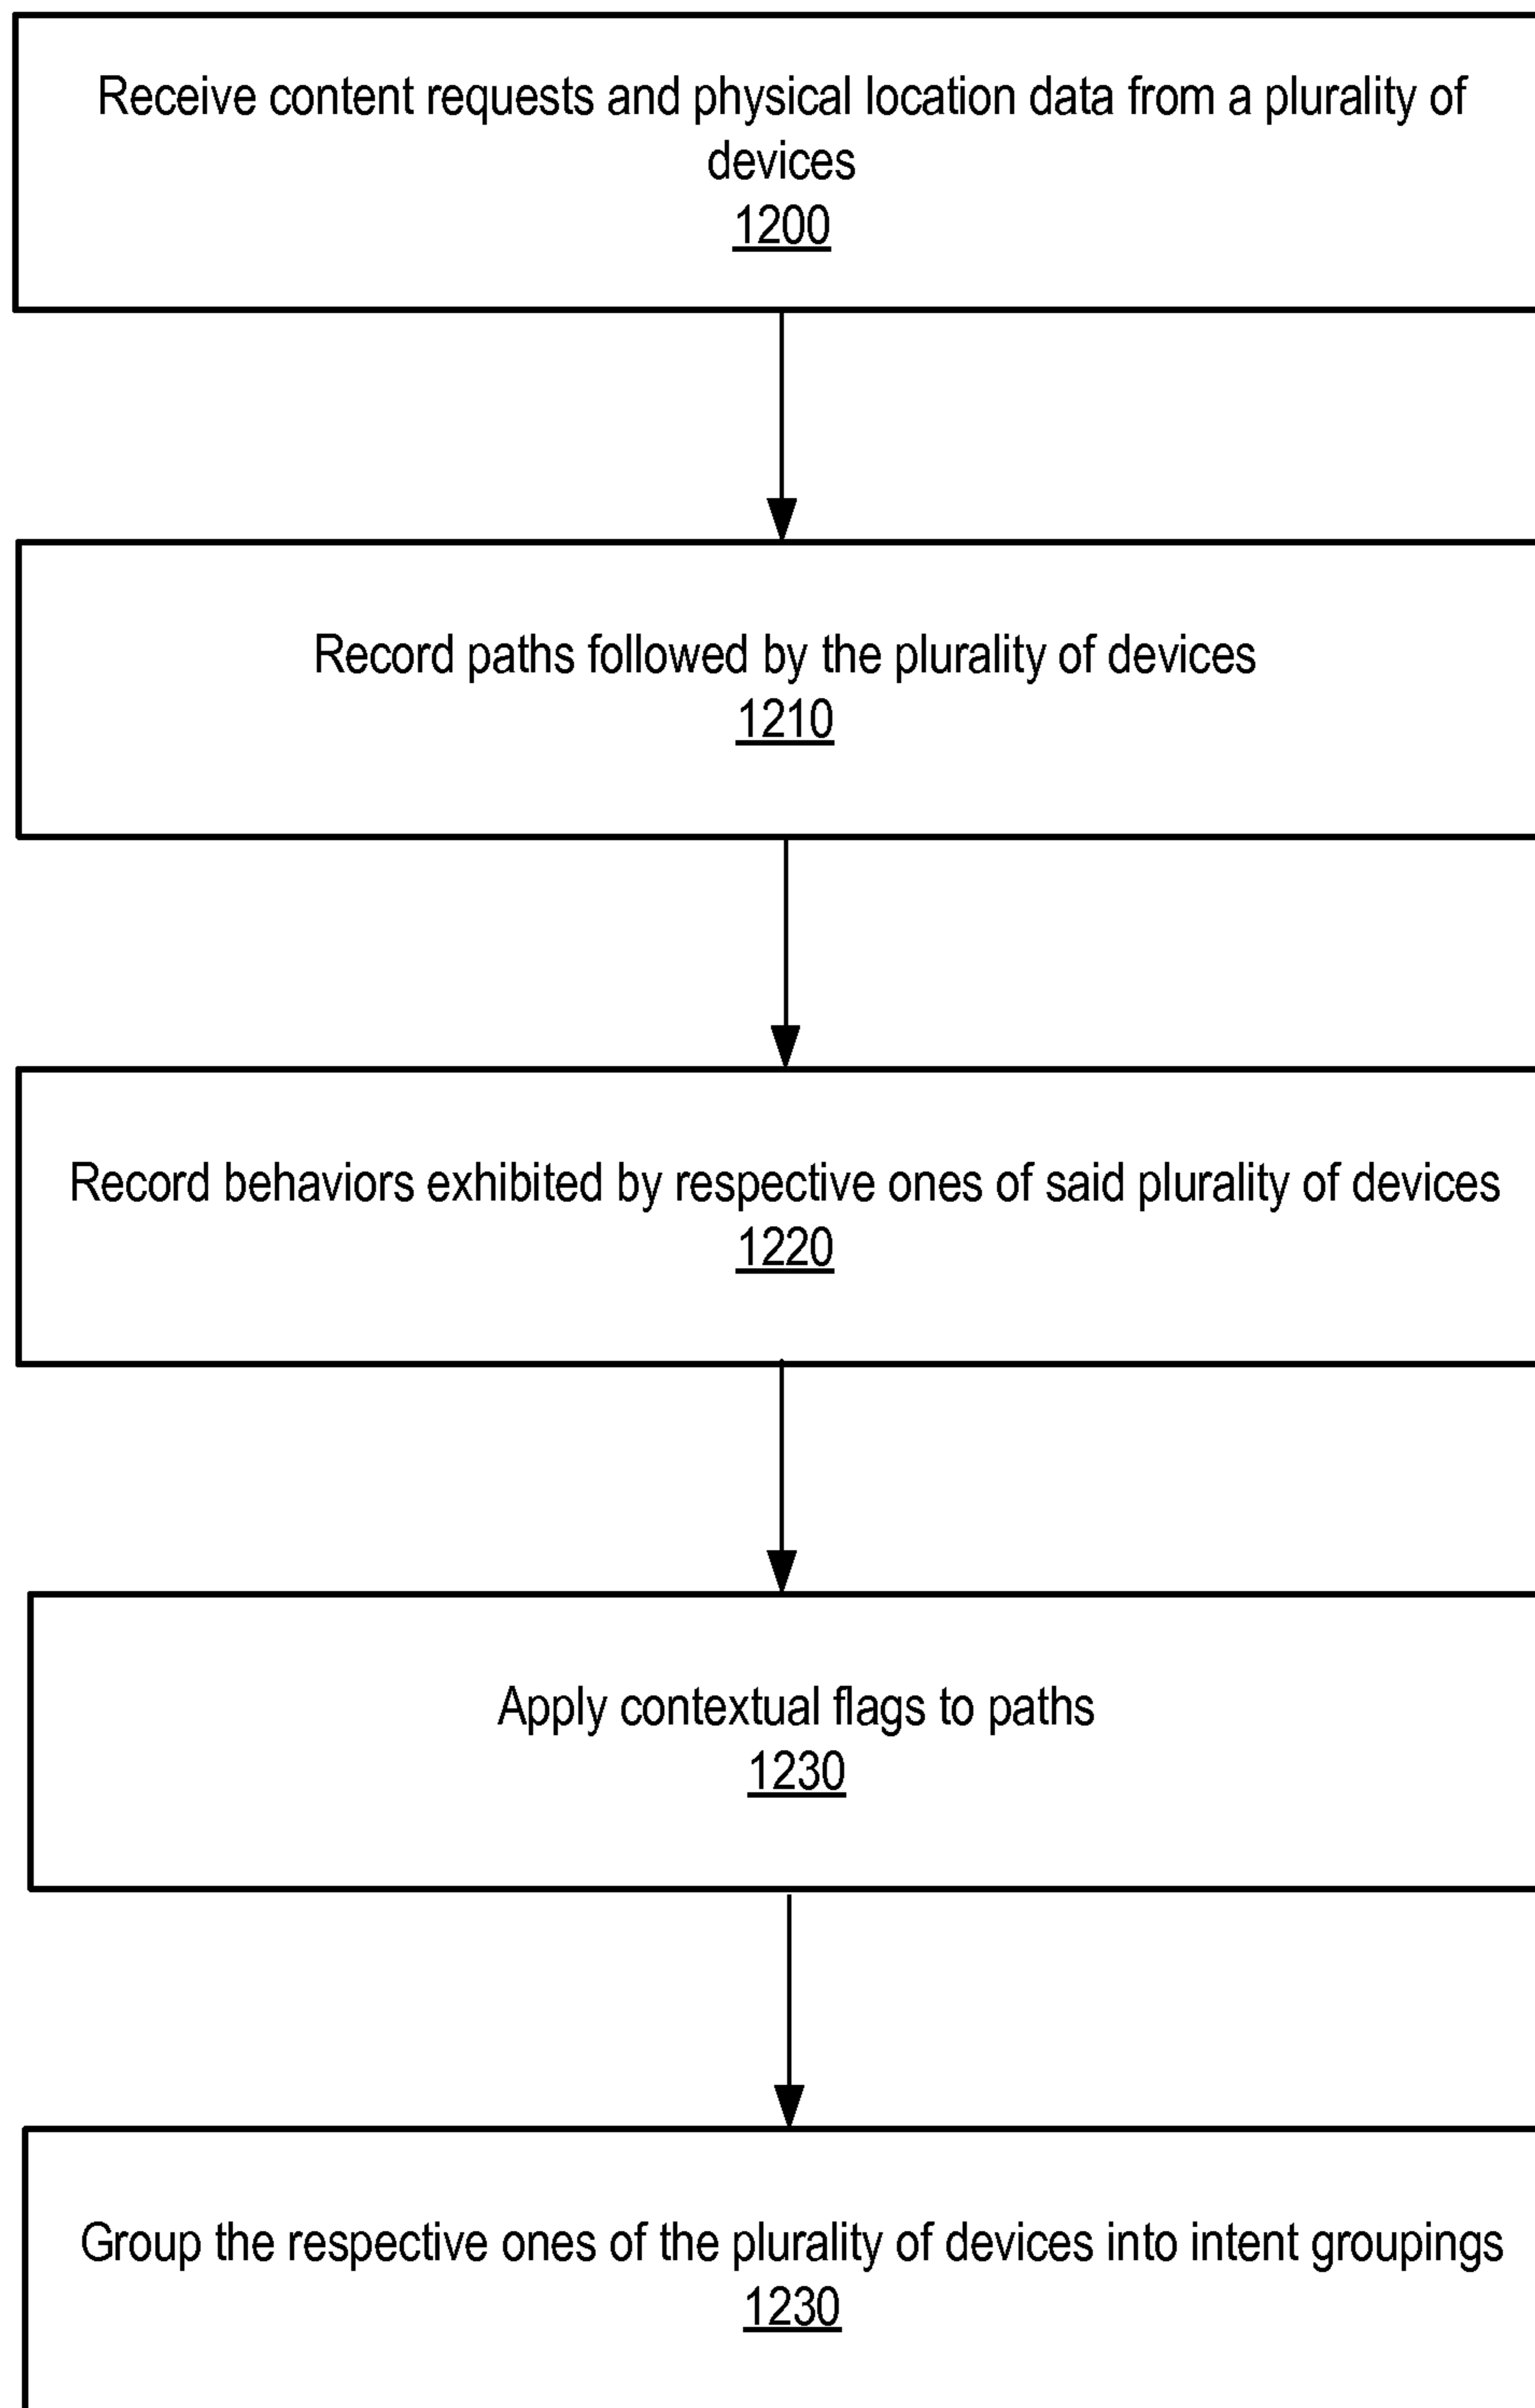 Receive content requests and physical location data from a plurality of
devices
1200
Record paths followed by the plurality of devices
1210
Record behaviors exhibited by respective ones of said plurality of devices
1220
Apply contextual flags to paths
1230
Group the respective ones of the plurality of devices into intent groupings
1230